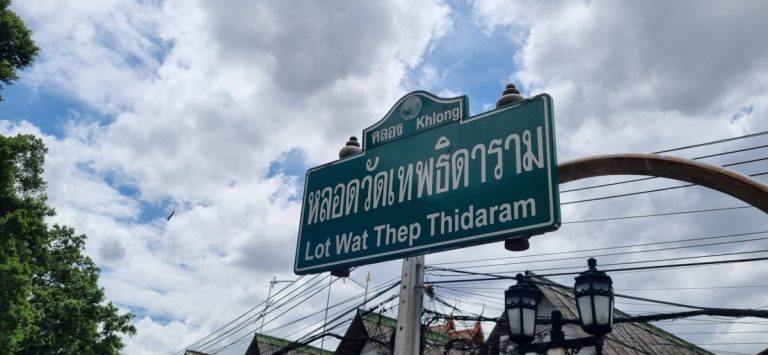 คลอง Khlong
หลอดวัดเทพธิดาราม
Lot Wat Thep Thidaram